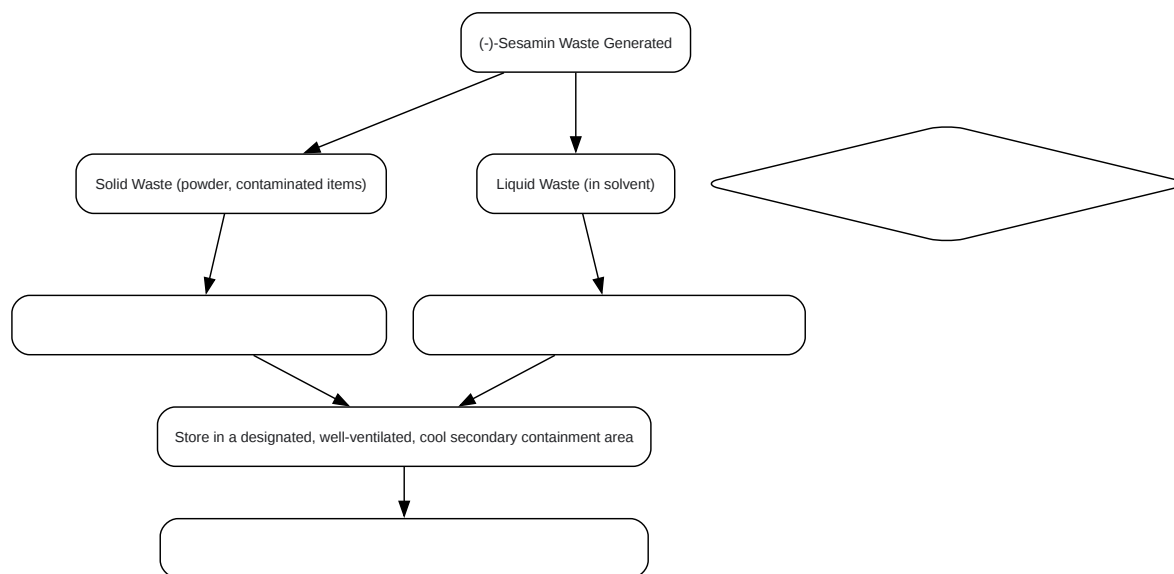 (-)-Sesamin Waste Generated
Solid Waste (powder, contaminated items)
Liquid Waste (in solvent)
Store in a designated, well-ventilated, cool secondary containment area